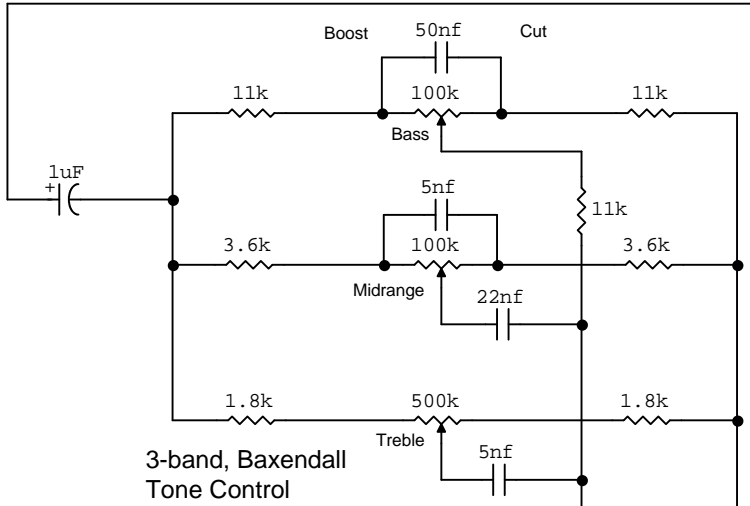 Boost
50nf
Cut
11k
100k
11k
Bass
1uF
+
5nf
11k
3.6k
100k
3.6k
Midrange
22nf
1.8k
500k
1.8k
Treble
5nf
3-band, Baxendall
Tone Control